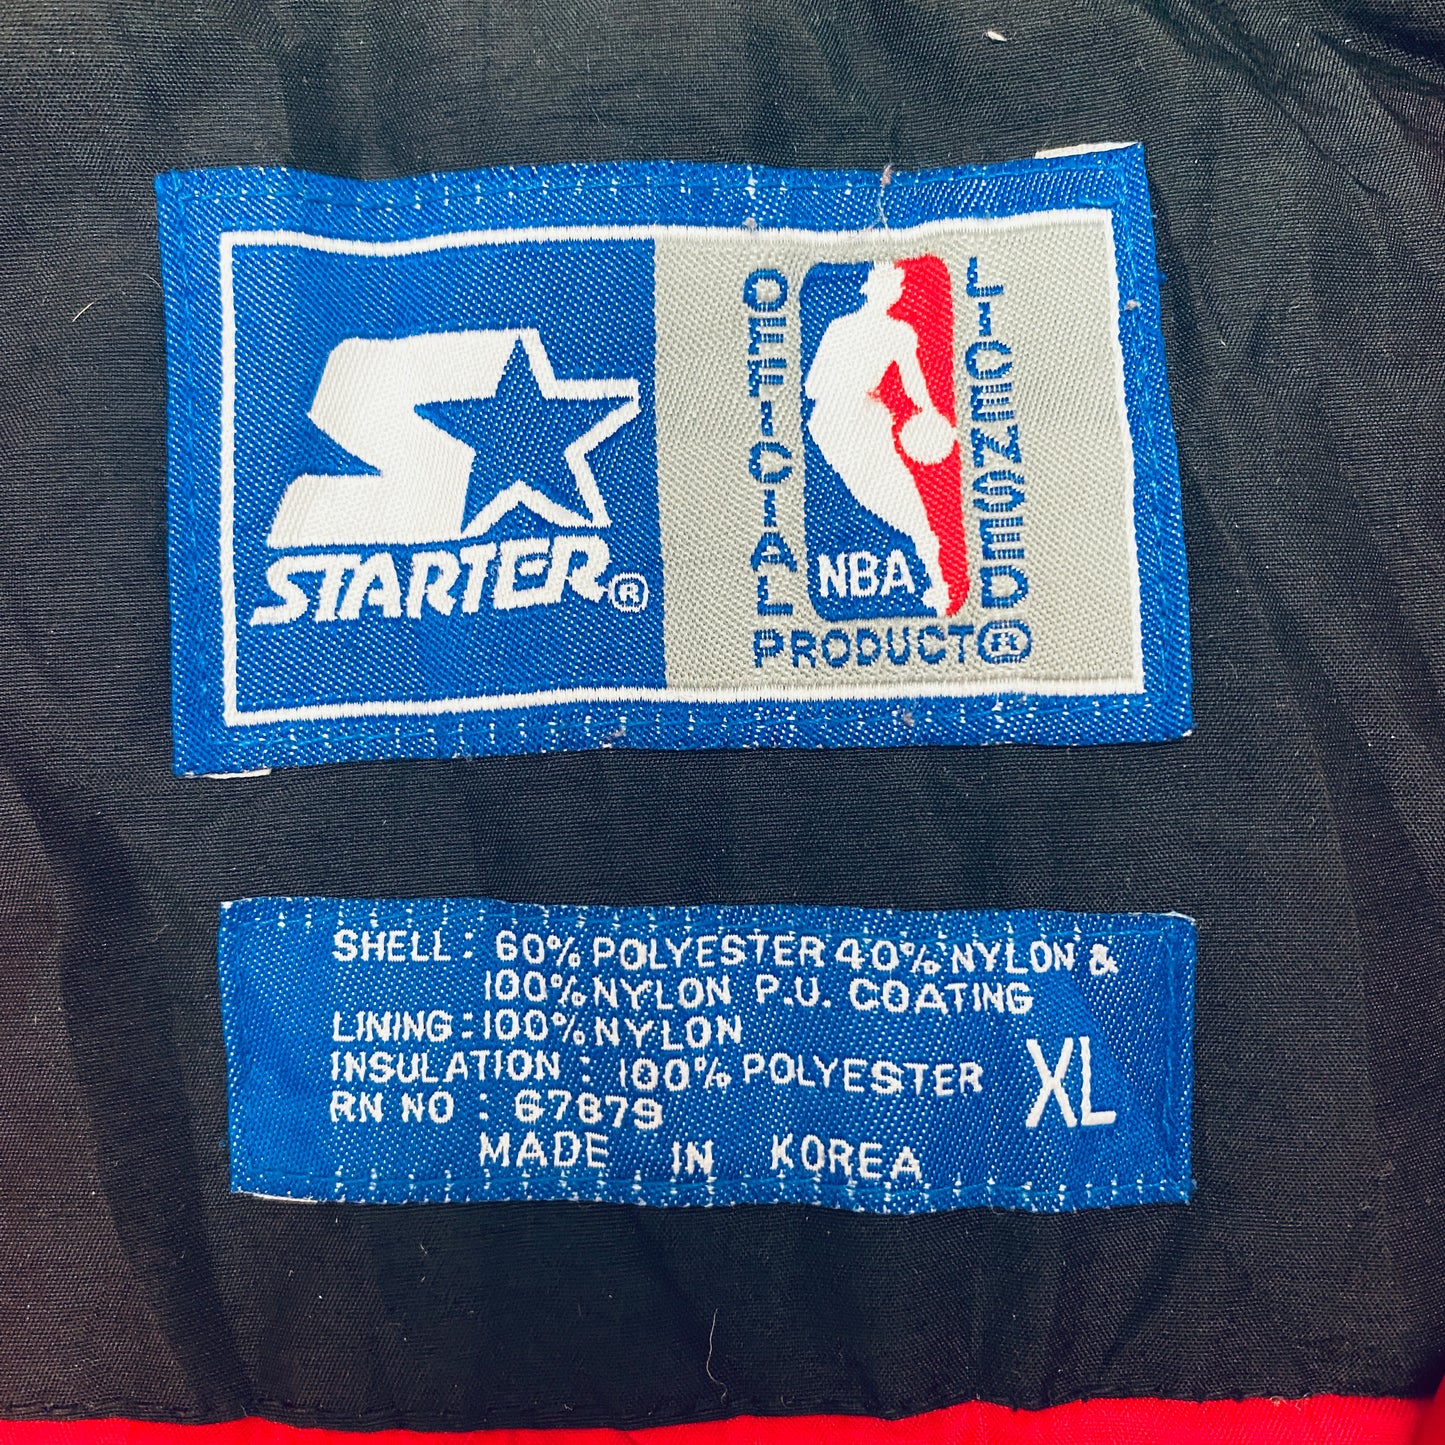 STARTER®
OFFICIAL
NBA
LICENSED
PRODUCT®
SHELL: 60% POLYESTER 40% NYLON &
100% NYLON P.U. COATING
LINING: 100% NYLON
INSULATION: 100% POLYESTER
RN NO: 67879
XL
MADE IN KOREA